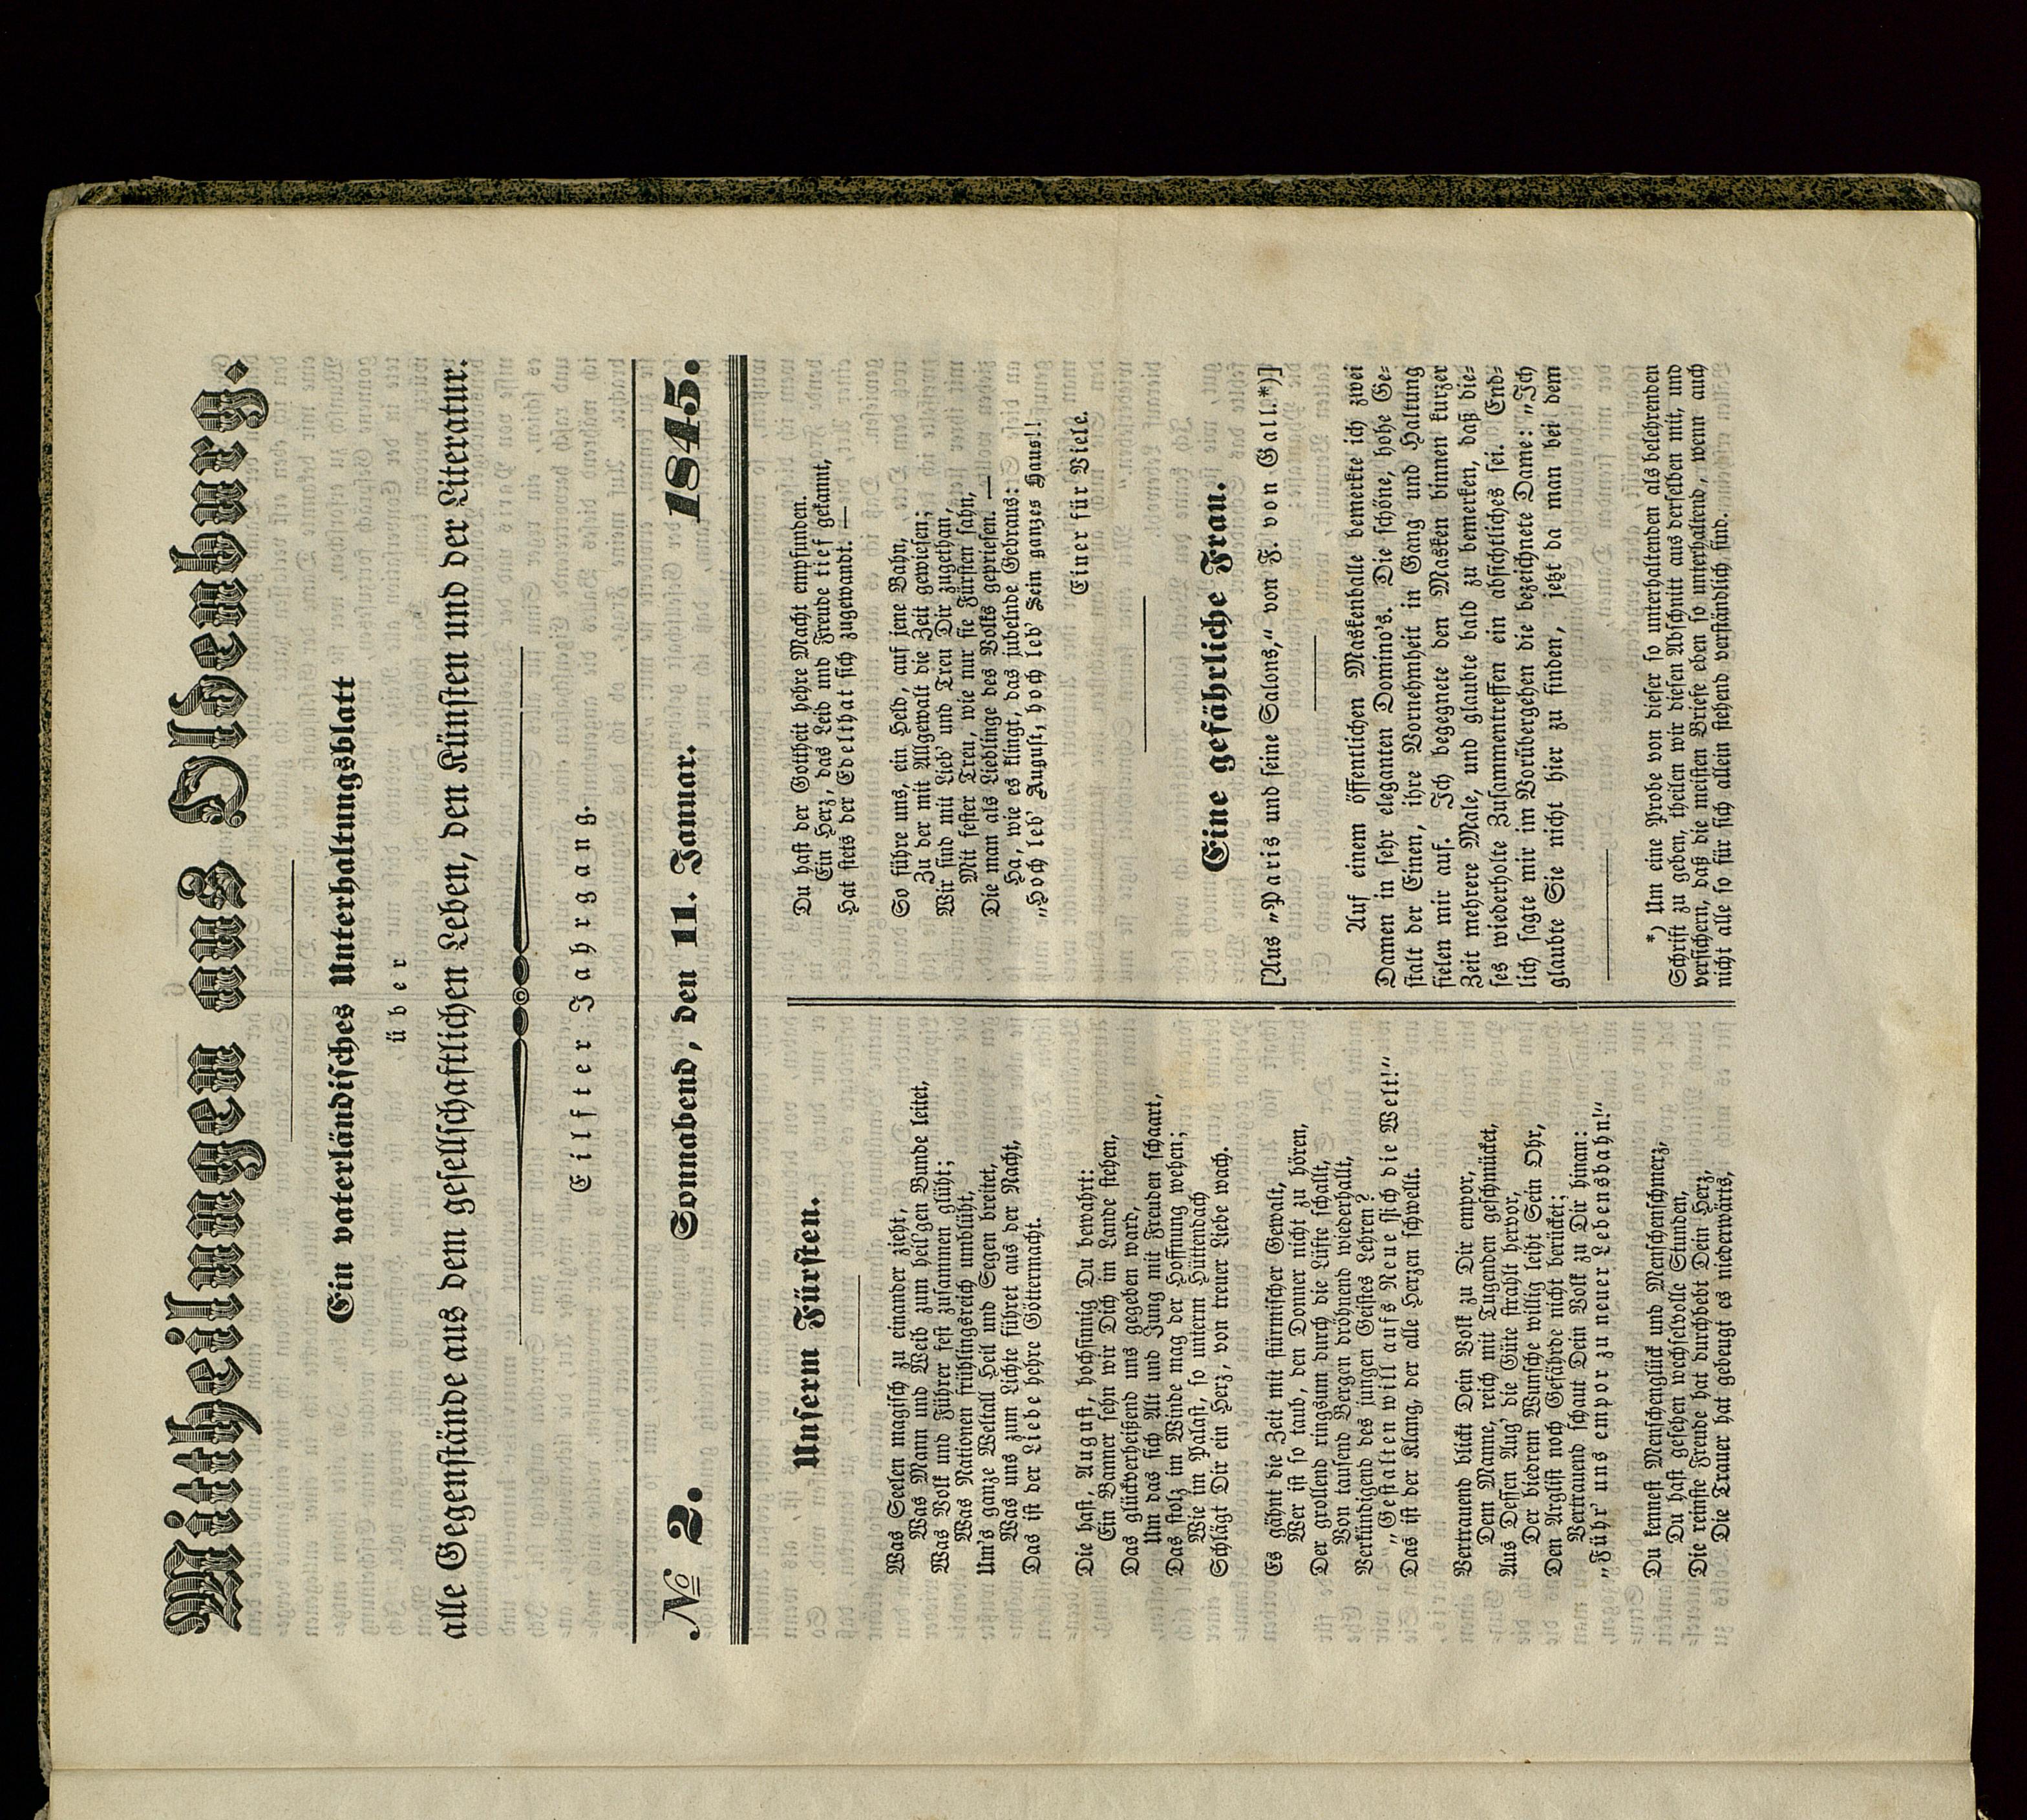 Mittheilungen aus Oldenburg.
Ein vaterländisches Unterhaltungsblatt
über
alle Gegenstände aus dem gesellschaftlichen Leben, den Künsten und der Literatur.
Eilfter Jahrgang.
No 2. Sonnabend, den 11. Januar. 1845.
Unserm Fürsten.
Was Seelen magisch zu einander zieht,
Was Mann und Weib zum heil'gen Bunde leitet,
Was Volk und Führer fest zusammen glüht;
Was Nationen frühlingsreich umblüht,
Um's ganze Weltall Heil und Segen breitet,
Was uns zum Lichte führet aus der Nacht,
Das ist der Liebe hehre Göttermacht.
Die hast, August, hochsinnig Du bewahrt:
Ein Banner sehn wir Dich im Lande stehen,
Das glückverheißend uns gegeben ward,
Um das sich Alt und Jung mit Freuden schaart,
Das stolz im Winde mag der Hoffnung wehen;
Wie im Palast, so unterm Hüttendach
Schlägt Dir ein Herz, von treuer Liebe wach.
Es gähnt die Zeit mit stürmischer Gewalt,
Wer ist so taub, den Donner nicht zu hören,
Der grollend ringsum durch die Lüfte schallt,
Von tausend Bergen dröhnend wiederhallt,
Verkündigend des jungen Geistes Lehren?
„Gestalten will auf's Neue sich die Welt!“
Das ist der Klang, der alle Herzen schwellt.
Vertrauend blickt Dein Volk zu Dir empor,
Dem Manne, reich mit Tugenden geschmücket,
Aus Dessen Aug' die Güte strahlt hervor,
Der biedrem Wunsche willig leiht Sein Ohr,
Den Arglist noch Gefährde nicht berücket;
Vertrauend schaut Dein Volk zu Dir hinan:
„Führ' uns empor zu neuer Lebensbahn!“
Du kennest Menschenglück und Menschenschmerz,
Du hast gesehen wechselvolle Stunden,
Die reinste Freude hat durchbebt Dein Herz,
Die Trauer hat gebeugt es niederwärts,
Du hast der Gottheit hehre Macht empfunden.
Ein Herz, das Leid und Freude tief gekannt,
Hat stets der Edelthat sich zugewandt. —
So führe uns, ein Held, auf jene Bahn,
Zu der mit Allgewalt die Zeit gewiesen;
Wir sind mit Lieb' und Treu Dir zugethan,
Mit fester Treu, wie nur sie Fürsten sahn,
Die man als Lieblinge des Volks gepriesen. —
Ha, wie es klingt, das jubelnde Gebraus:
„Hoch leb' August, hoch leb' Sein ganzes Haus!!
Einer für Viele.
Eine gefährliche Frau.
[Aus „Paris und seine Salons,“ von F. von Gall.*)]
Auf einem öffentlichen Maskenballe bemerkte ich zwei
Damen in sehr eleganten Domino's. Die schöne, hohe Ge-
stalt der Einen, ihre Vornehmheit in Gang und Haltung
fielen mir auf. Ich begegnete den Masken binnen kurzer
Zeit mehrere Male, und glaubte bald zu bemerken, daß die-
ses wiederholte Zusammentreffen ein absichtliches sei. End-
lich sagte mir im Vorübergehen die bezeichnete Dame: „Ich
glaubte Sie nicht hier zu finden, jetzt da man bei dem
*) Um eine Probe von dieser so unterhaltenden als belehrenden
Schrift zu geben, theilen wir diesen Abschnitt aus derselben mit, und
versichern, daß die meisten Briefe eben so unterhaltend, wenn auch
nicht alle so für sich allein stehend verständlich sind.